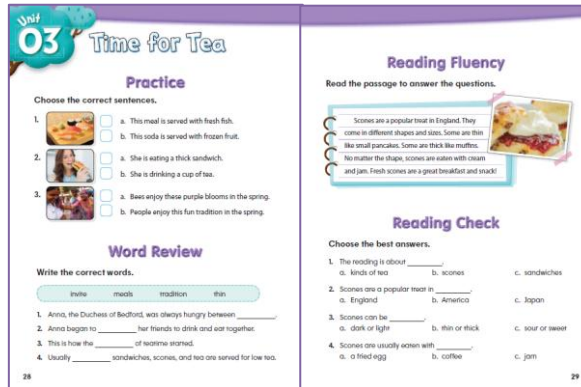 Unit
03
Time for Tea
Practice
Choose the correct sentences.
1.
a. This meal is served with fresh fish.
b. This soda is served with frozen fruit.
2.
a. She is eating a thick sandwich.
b. She is drinking a cup of tea.
3.
a. Bees enjoy these purple blooms in the spring.
b. People enjoy this fun tradition in the spring.
Word Review
Write the correct words.
invite meals tradition thin
1. Anna, the Duchess of Bedford, was always hungry between ________.
2. Anna began to ________ her friends to drink and eat together.
3. This is how the ________ of teatime started.
4. Usually ________ sandwiches, scones, and tea are served for low tea.
28
Reading Fluency
Read the passage to answer the questions.
Scones are a popular treat in England. They
come in different shapes and sizes. Some are thin
like small pancakes. Some are thick like muffins.
No matter the shape, scones are eaten with cream
and jam. Fresh scones are a great breakfast and snack!
Reading Check
Choose the best answers.
1. The reading is about ________.
a. kinds of tea b. scones c. sandwiches
2. Scones are a popular treat in ________.
a. England b. America c. Japan
3. Scones can be ________.
a. dark or light b. thin or thick c. sour or sweet
4. Scones are usually eaten with ________.
a. a fried egg b. coffee c. jam
29